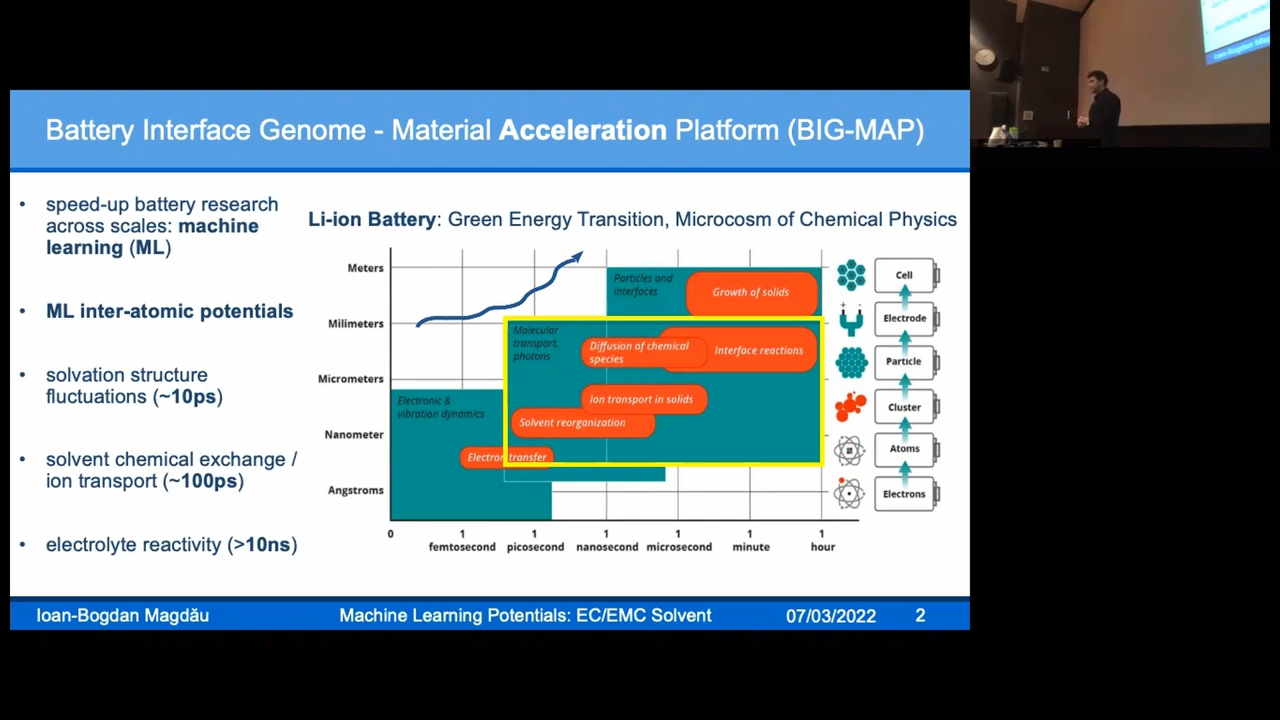 Battery Interface Genome - Material Acceleration Platform (BIG-MAP)
• speed-up battery research
across scales: machine
learning (ML)
• ML inter-atomic potentials
• solvation structure
fluctuations (~10ps)
• solvent chemical exchange /
ion transport (~100ps)
• electrolyte reactivity (>10ns)
Li-ion Battery: Green Energy Transition, Microcosm of Chemical Physics
Meters
Milimeters
Micrometers
Nanometer
Angstroms
Particles and
interfaces
Growth of solids
Molecular
transport,
photons
Diffusion of chemical
species
Interface reactions
Ion transport in solids
Electronic &
vibration dynamics
Solvent reorganization
Electron transfer
0
1
femtosecond
1
picosecond
1
nanosecond
1
microsecond
1
minute
1
hour
Cell
Electrode
Particle
Cluster
Atoms
Electrons
Ioan-Bogdan Magdău
Machine Learning Potentials: EC/EMC Solvent
07/03/2022
2
Ioan-Bogdan Mag